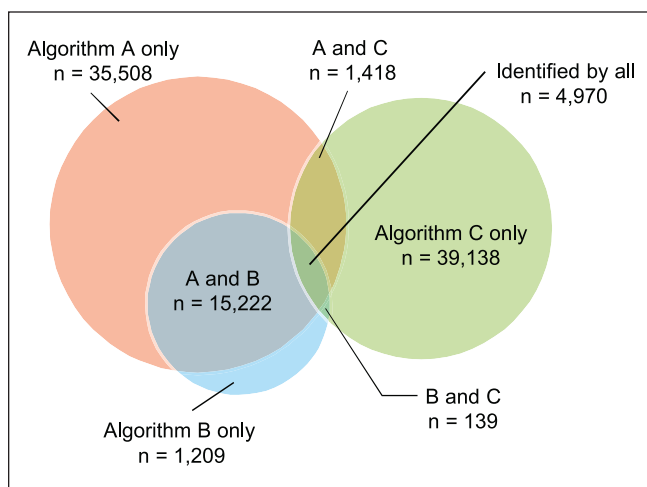 Algorithm A only
n = 35,508
A and C
n = 1,418
Identified by all
n = 4,970
Algorithm C only
n = 39,138
A and B
n = 15,222
B and C
n = 139
Algorithm B only
n = 1,209